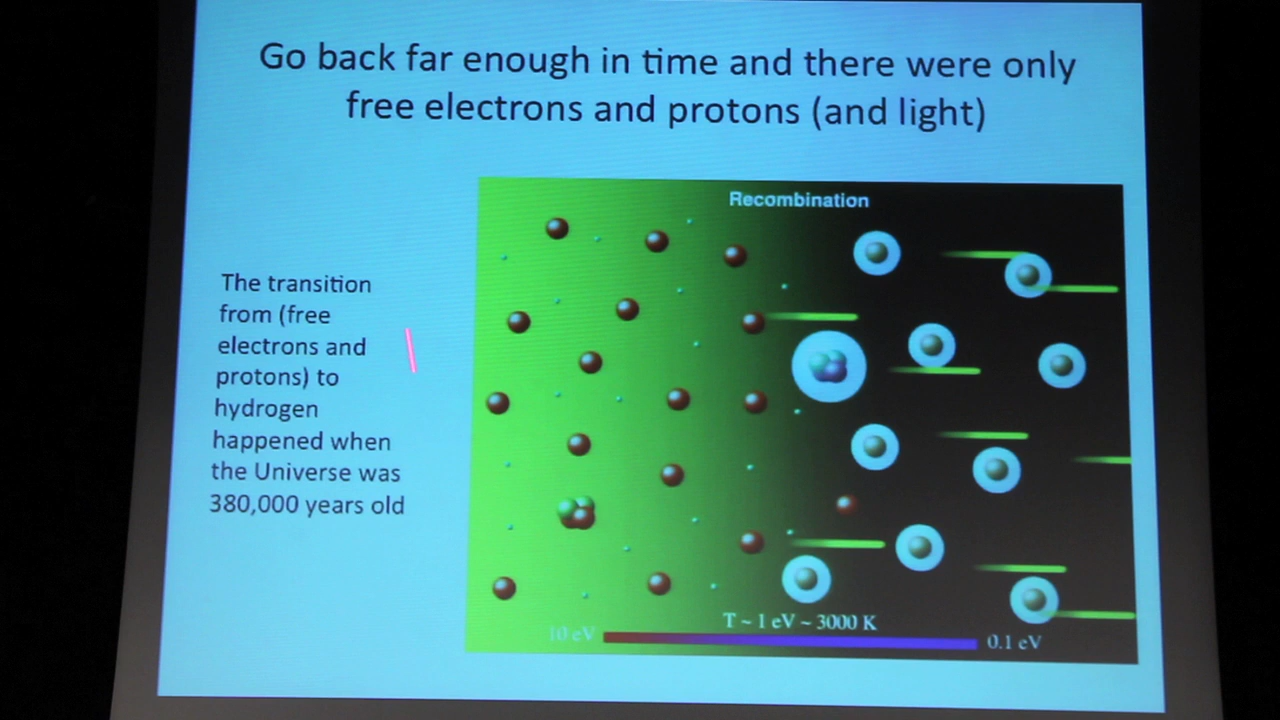 Go back far enough in time and there were only
free electrons and protons (and light)
Recombination
The transition
from (free
electrons and
protons) to
hydrogen
happened when
the Universe was
380,000 years old
T ~ 1 eV ~ 3000 K
10 eV
0.1 eV